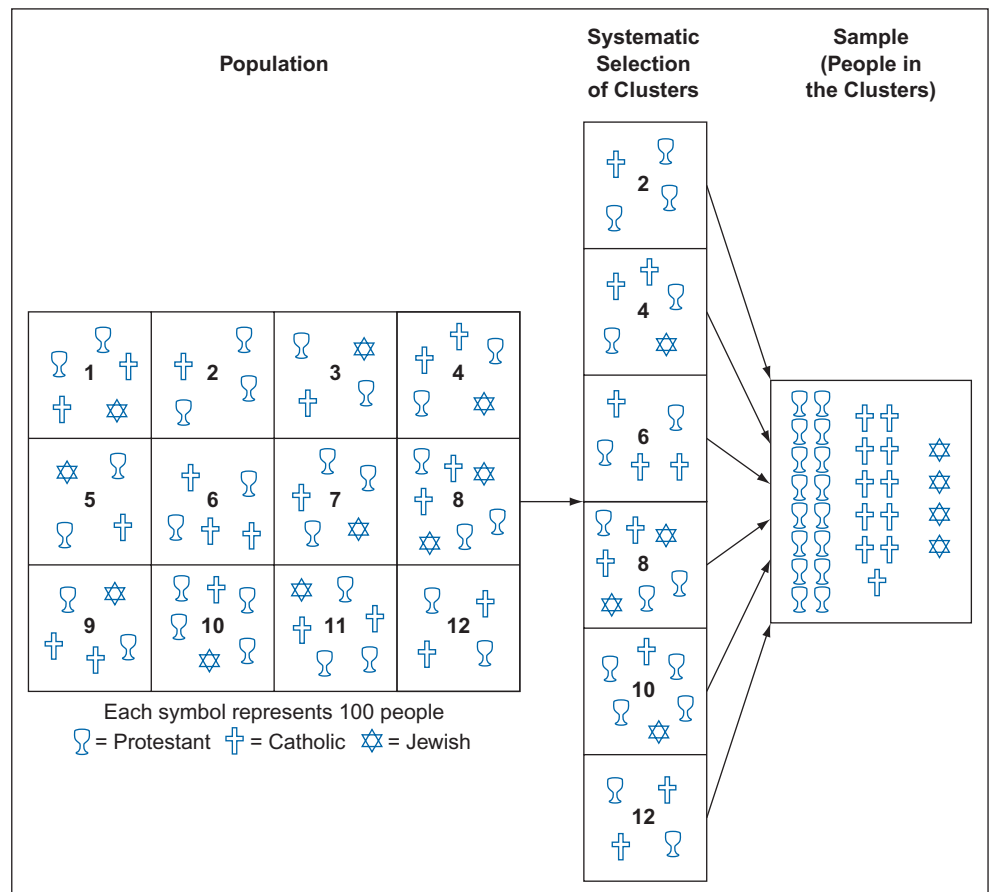 Population
Systematic
Selection
of Clusters
Sample
(People in
the Clusters)
1
2
3
4
5
6
7
8
9
10
11
12
Each symbol represents 100 people
= Protestant = Catholic = Jewish
2
4
6
8
10
12